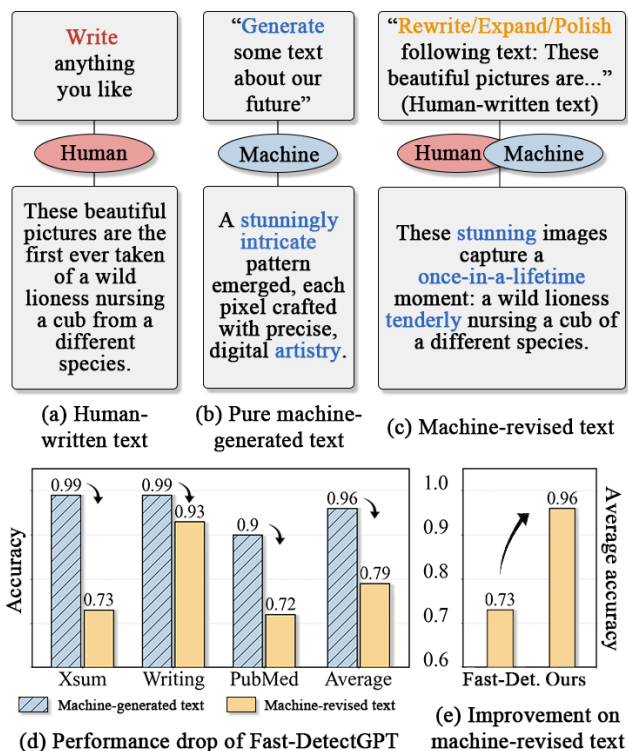 Write
anything
you like
Human
These beautiful
pictures are the
first ever taken
of a wild
lioness nursing
a cub from a
different
species.
(a) Human-
written text
“Generate
some text
about our
future”
Machine
A stunningly
intricate
pattern
emerged, each
pixel crafted
with precise,
digital artistry.
(b) Pure machine-
generated text
“Rewrite/Expand/Polish
following text: These
beautiful pictures are...”
(Human-written text)
Human Machine
These stunning images
capture a
once-in-a-lifetime
moment: a wild lioness
tenderly nursing a cub of
a different species.
(c) Machine-revised text
Accuracy
0.99
0.73
0.99
0.93
0.9
0.72
0.96
0.79
Xsum Writing PubMed Average
Machine-generated text
Machine-revised text
(d) Performance drop of Fast-DetectGPT
1.0
0.9
0.8
0.7
0.6
Average accuracy
0.73
0.96
Fast-Det. Ours
(e) Improvement on
machine-revised text